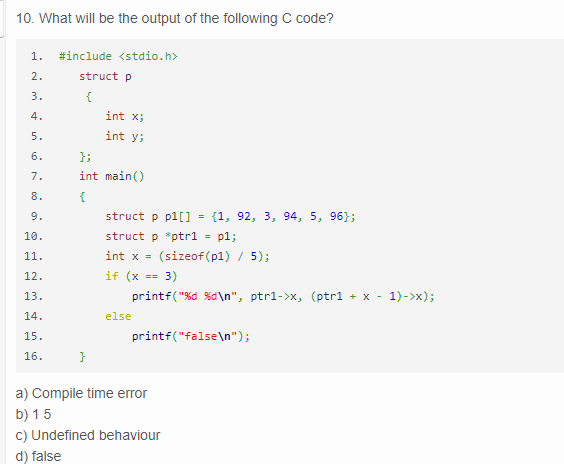 10. What will be the output of the following C code?
1. #include <stdio.h>
2. struct p
3. {
4. int x;
5. int y;
6. };
7. int main()
8. {
9. struct p p1[] = {1, 92, 3, 94, 5, 96};
10. struct p *ptr1 = p1;
11. int x = (sizeof(p1) / 5);
12. if (x == 3)
13. printf("%d %d\n", ptr1->x, (ptr1 + x - 1)->x);
14. else
15. printf("false\n");
16. }
a) Compile time error
b) 1 5
c) Undefined behaviour
d) false